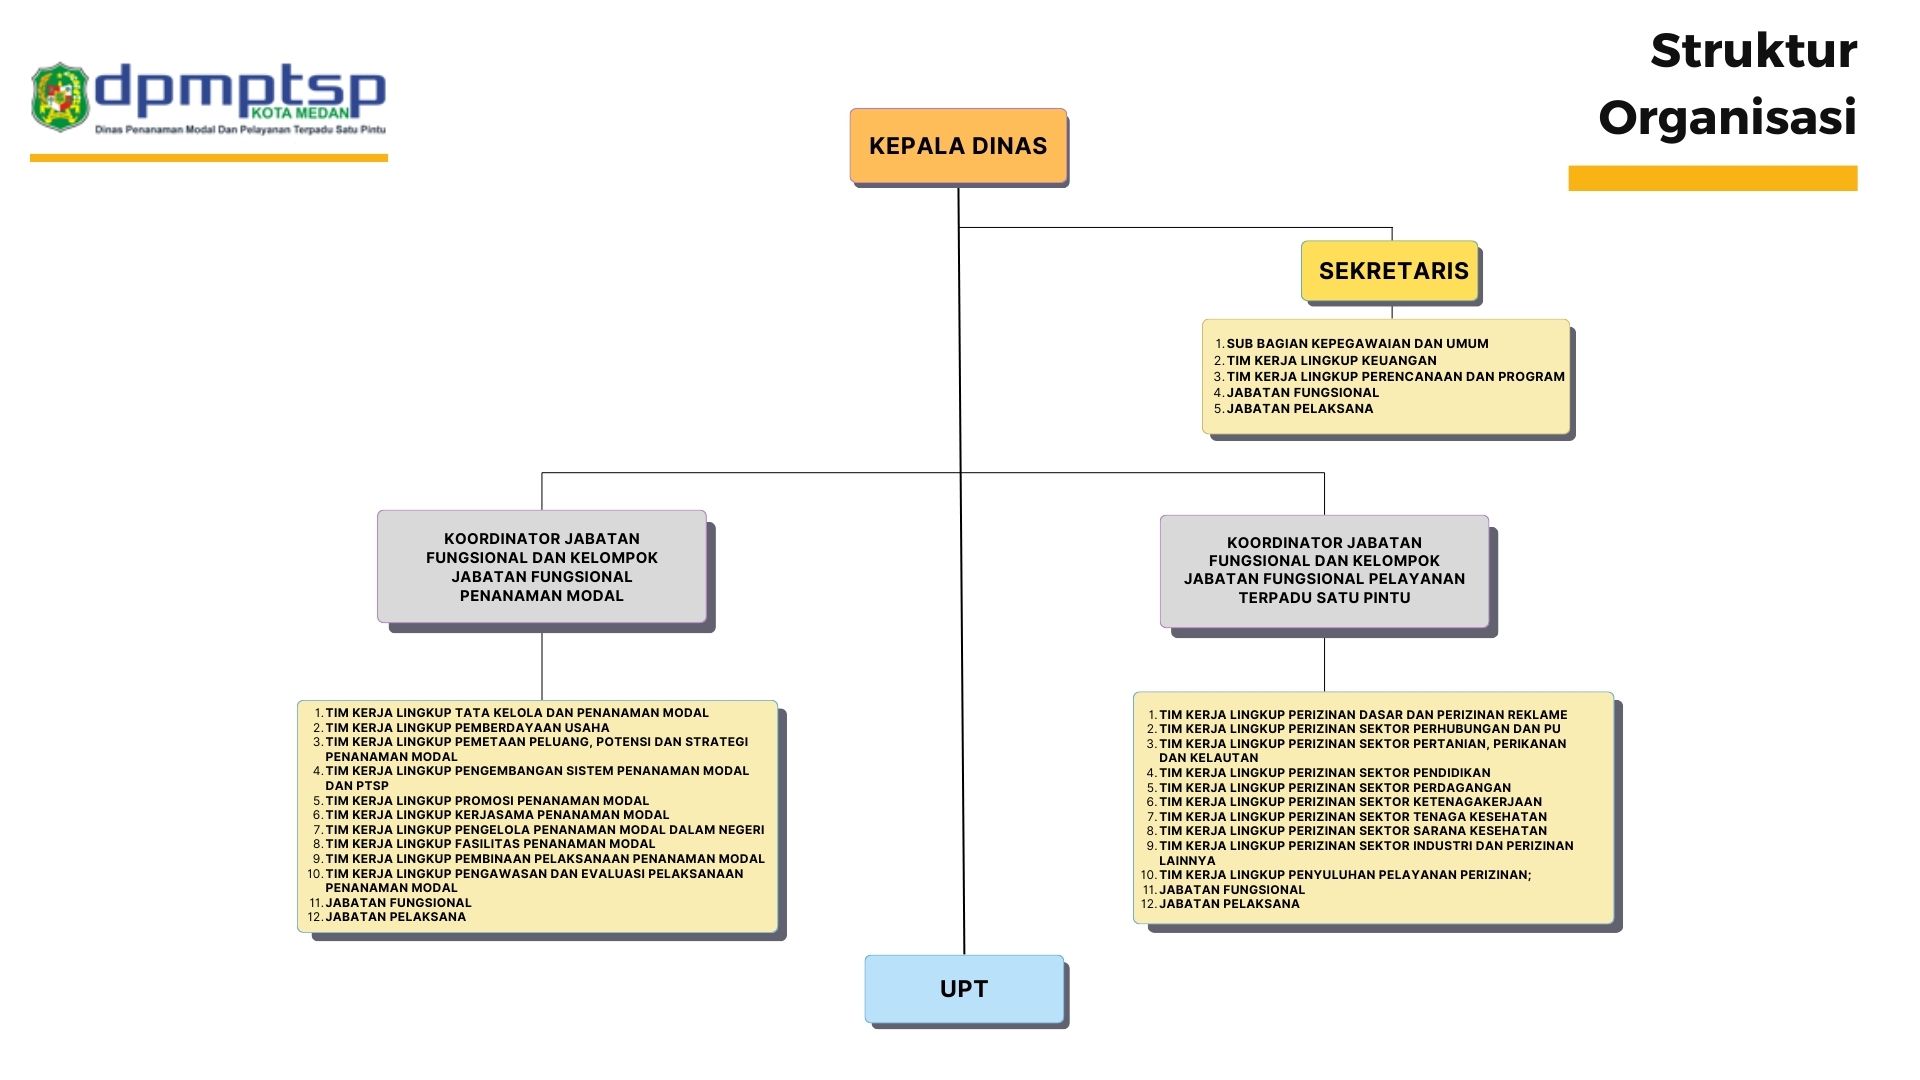 dpmptsp
KOTA MEDAN
Dinas Penanaman Modal Dan Pelayanan Terpadu Satu Pintu
Struktur
Organisasi
KEPALA DINAS
SEKRETARIS
1. SUB BAGIAN KEPEGAWAIAN DAN UMUM
2. TIM KERJA LINGKUP KEUANGAN
3. TIM KERJA LINGKUP PERENCANAAN DAN PROGRAM
4. JABATAN FUNGSIONAL
5. JABATAN PELAKSANA
KOORDINATOR JABATAN
FUNGSIONAL DAN KELOMPOK
JABATAN FUNGSIONAL
PENANAMAN MODAL
KOORDINATOR JABATAN
FUNGSIONAL DAN KELOMPOK
JABATAN FUNGSIONAL PELAYANAN
TERPADU SATU PINTU
1. TIM KERJA LINGKUP TATA KELOLA DAN PENANAMAN MODAL
2. TIM KERJA LINGKUP PEMBERDAYAAN USAHA
3. TIM KERJA LINGKUP PEMETAAN PELUANG, POTENSI DAN STRATEGI
PENANAMAN MODAL
4. TIM KERJA LINGKUP PENGEMBANGAN SISTEM PENANAMAN MODAL
DAN PTSP
5. TIM KERJA LINGKUP PROMOSI PENANAMAN MODAL
6. TIM KERJA LINGKUP KERJASAMA PENANAMAN MODAL
7. TIM KERJA LINGKUP PENGELOLA PENANAMAN MODAL DALAM NEGERI
8. TIM KERJA LINGKUP FASILITAS PENANAMAN MODAL
9. TIM KERJA LINGKUP PEMBINAAN PELAKSANAAN PENANAMAN MODAL
10. TIM KERJA LINGKUP PENGAWASAN DAN EVALUASI PELAKSANAAN
PENANAMAN MODAL
11. JABATAN FUNGSIONAL
12. JABATAN PELAKSANA
1. TIM KERJA LINGKUP PERIZINAN DASAR DAN PERIZINAN REKLAME
2. TIM KERJA LINGKUP PERIZINAN SEKTOR PERHUBUNGAN DAN PU
3. TIM KERJA LINGKUP PERIZINAN SEKTOR PERTANIAN, PERIKANAN
DAN KELAUTAN
4. TIM KERJA LINGKUP PERIZINAN SEKTOR PENDIDIKAN
5. TIM KERJA LINGKUP PERIZINAN SEKTOR PERDAGANGAN
6. TIM KERJA LINGKUP PERIZINAN SEKTOR KETENAGAKERJAAN
7. TIM KERJA LINGKUP PERIZINAN SEKTOR TENAGA KESEHATAN
8. TIM KERJA LINGKUP PERIZINAN SEKTOR SARANA KESEHATAN
9. TIM KERJA LINGKUP PERIZINAN SEKTOR INDUSTRI DAN PERIZINAN
LAINNYA
10. TIM KERJA LINGKUP PENYULUHAN PELAYANAN PERIZINAN;
11. JABATAN FUNGSIONAL
12. JABATAN PELAKSANA
UPT